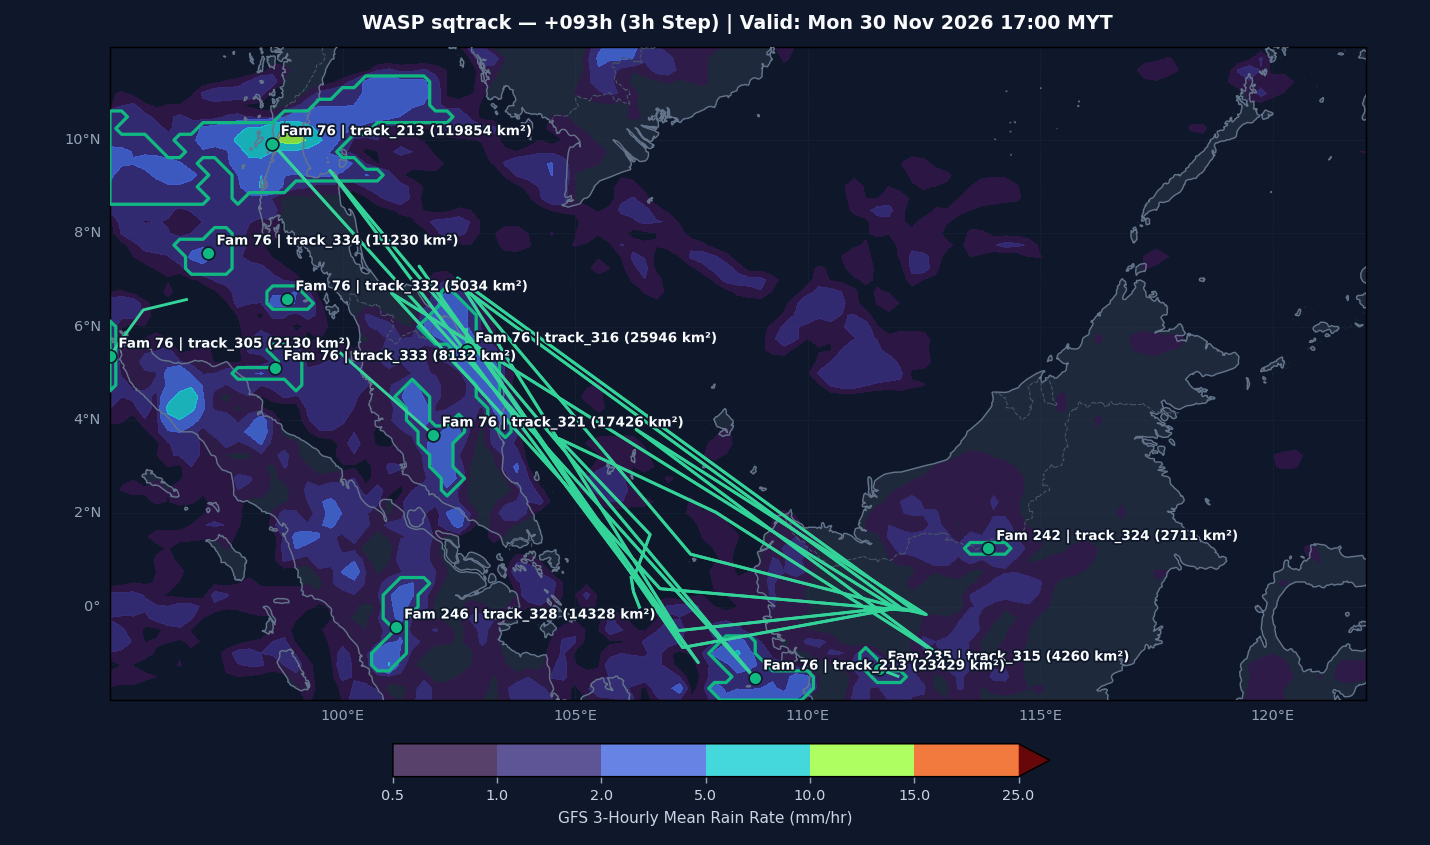 WASP sqtrack — +093h (3h Step) | Valid: Mon 30 Nov 2026 17:00 MYT
10°N
8°N
6°N
4°N
2°N
0°
Fam 76 | track_213 (119854 km²)
Fam 76 | track_334 (11230 km²)
Fam 76 | track_332 (5034 km²)
Fam 76 | track_316 (25946 km²)
Fam 76 | track_305 (2130 km²)
Fam 76 | track_333 (8132 km²)
Fam 76 | track_321 (17426 km²)
Fam 242 | track_324 (2711 km²)
Fam 246 | track_328 (14328 km²)
Fam 235 | track_315 (4260 km²)
Fam 76 | track_213 (23429 km²)
100°E
105°E
110°E
115°E
120°E
0.5
1.0
2.0
5.0
10.0
15.0
25.0
GFS 3-Hourly Mean Rain Rate (mm/hr)